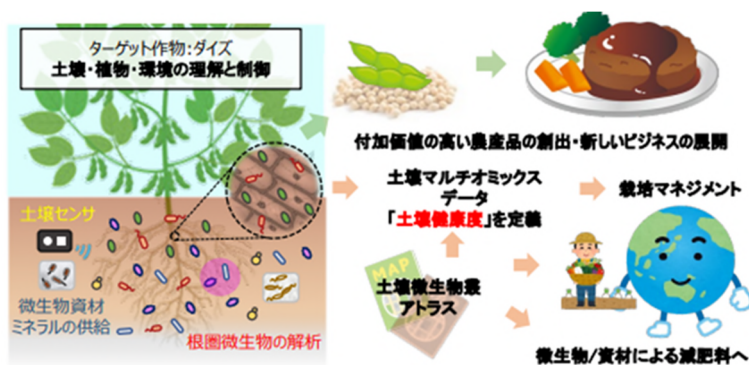 ターゲット作物:ダイズ
土壌・植物・環境の理解と制御
付加価値の高い農産品の創出・新しいビジネスの展開
土壌センサ
微生物資材
ミネラルの供給
根圏微生物の解析
土壌マルチオミックス
データ
「土壌健康度」を定義
栽培マネジメント
MAP
土壌微生物叢
アトラス
微生物/資材による減肥料へ